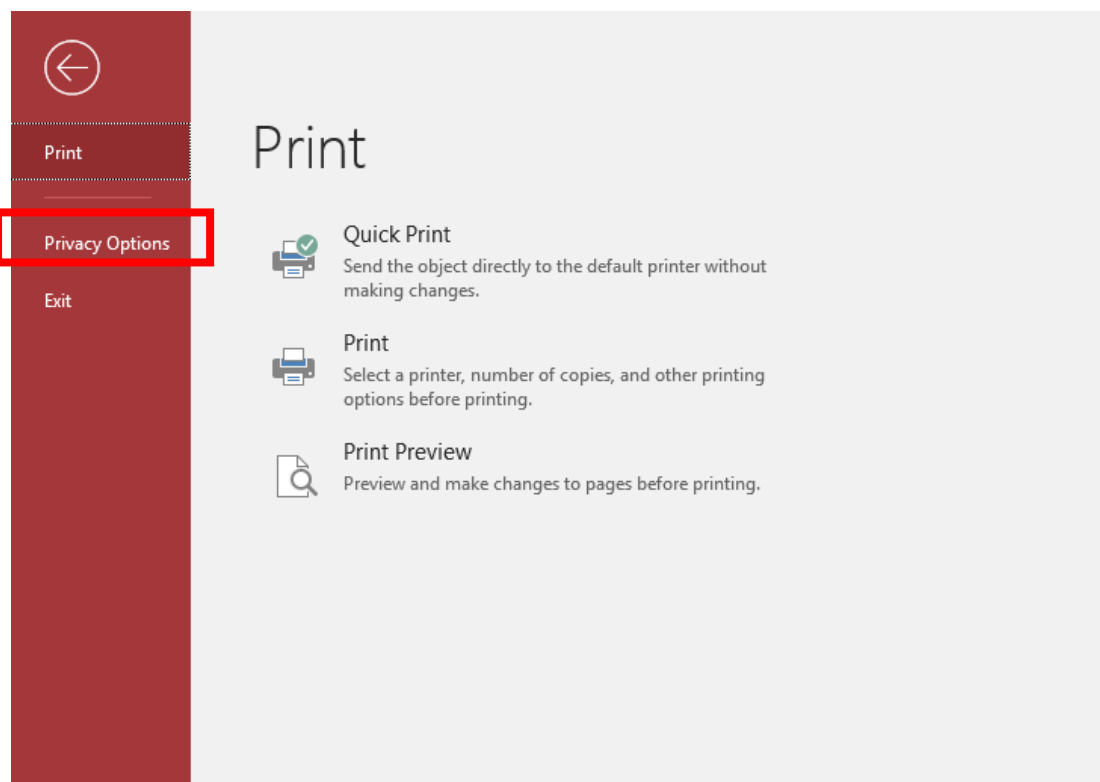 Print
Privacy Options
Exit
Print
Quick Print
Send the object directly to the default printer without
making changes.
Print
Select a printer, number of copies, and other printing
options before printing.
Print Preview
Preview and make changes to pages before printing.